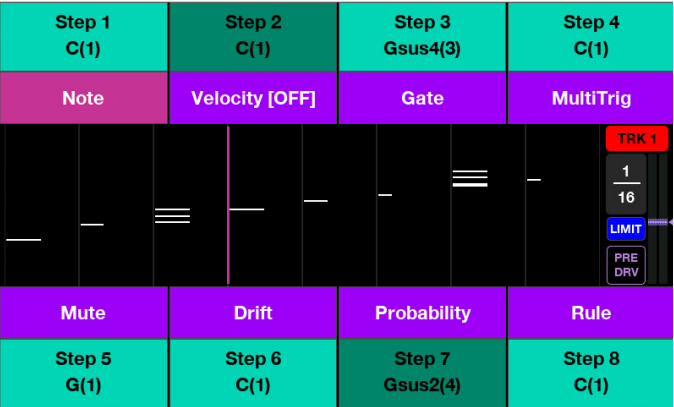 Step 1
C(1)
Step 2
C(1)
Step 3
Gsus4(3)
Step 4
C(1)
Note
Velocity [OFF]
Gate
MultiTrig
TRK 1
1
16
LIMIT
PRE
DRV
Mute
Drift
Probability
Rule
Step 5
G(1)
Step 6
C(1)
Step 7
Gsus2(4)
Step 8
C(1)